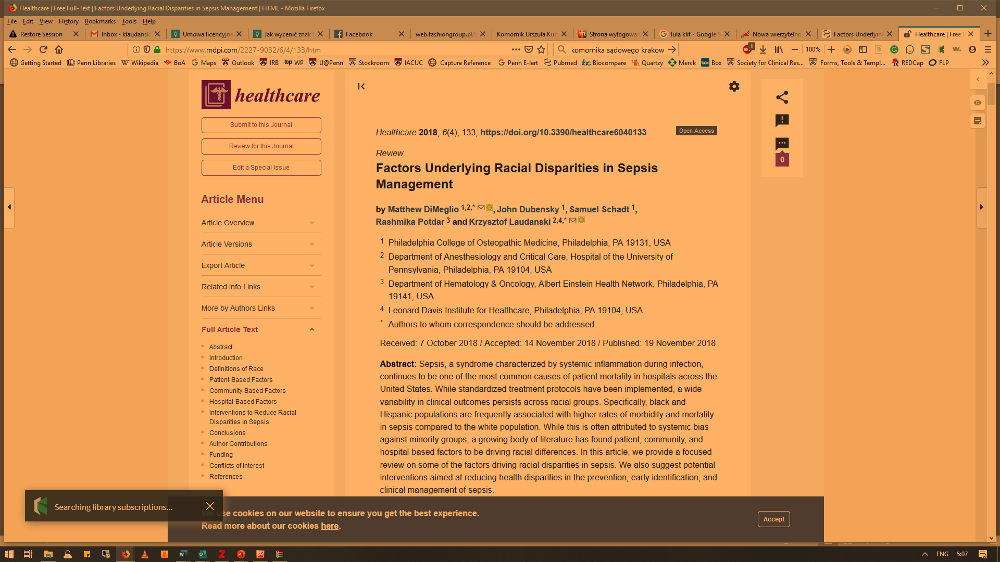 Healthcare | Free Full-Text | Factors Underlying Racial Disparities in Sepsis Management | HTML - Mozilla Firefox
File Edit View History Bookmarks Tools Help
Restore Session
Inbox - klaudansk
Umowa licencyjna
Jak wycenić znak
Facebook
web.fashiongroup.pl/
Komornik Urszula Kuc
Strona wylogowan
lula klif - Google S
Nowa wierzytelno
Factors Underlying
Healthcare | Free F
https://www.mdpi.com/2227-9032/6/4/133/htm
komornika sądowego krakow
1
100%
Getting Started
Penn Libraries
Wikipedia
BoA
Maps
Outlook
IRB
WP
U@Penn
Stockroom
IACUC
Capture Reference
Penn E-lert
Pubmed
Biocompare
Quartzy
Merck
Box
Society for Clinical Res...
Forms, Tools & Templ...
REDCap
FLP
healthcare
Submit to this Journal
Review for this Journal
Edit a Special Issue
Article Menu
Article Overview
Article Versions
Export Article
Related Info Links
More by Authors Links
Full Article Text
Abstract
Introduction
Definitions of Race
Patient-Based Factors
Community-Based Factors
Hospital-Based Factors
Interventions to Reduce Racial
Disparities in Sepsis
Conclusions
Author Contributions
Funding
Conflicts of Interest
References
Healthcare 2018, 6(4), 133; https://doi.org/10.3390/healthcare6040133
Open Access
Review
Factors Underlying Racial Disparities in Sepsis
Management
by Matthew DiMeglio 1,2,* , John Dubensky 1, Samuel Schadt 1,
Rashmika Potdar 3 and Krzysztof Laudanski 2,4,*
1 Philadelphia College of Osteopathic Medicine, Philadelphia, PA 19131, USA
2 Department of Anesthesiology and Critical Care, Hospital of the University of
Pennsylvania, Philadelphia, PA 19104, USA
3 Department of Hematology & Oncology, Albert Einstein Health Network, Philadelphia, PA
19141, USA
4 Leonard Davis Institute for Healthcare, Philadelphia, PA 19104, USA
* Authors to whom correspondence should be addressed.
Received: 7 October 2018 / Accepted: 14 November 2018 / Published: 19 November 2018
Abstract: Sepsis, a syndrome characterized by systemic inflammation during infection,
continues to be one of the most common causes of patient mortality in hospitals across the
United States. While standardized treatment protocols have been implemented, a wide
variability in clinical outcomes persists across racial groups. Specifically, black and
Hispanic populations are frequently associated with higher rates of morbidity and mortality
in sepsis compared to the white population. While this is often attributed to systemic bias
against minority groups, a growing body of literature has found patient, community, and
hospital-based factors to be driving racial differences. In this article, we provide a focused
review on some of the factors driving racial disparities in sepsis. We also suggest potential
interventions aimed at reducing health disparities in the prevention, early identification, and
clinical management of sepsis.
0
Searching library subscriptions...
We use cookies on our website to ensure you get the best experience.
Read more about our cookies here.
Accept
ENG
5:07